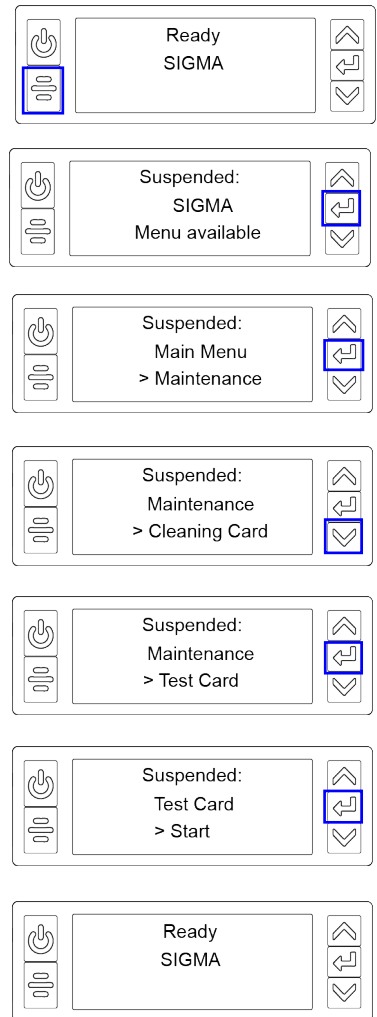 Ready
SIGMA
Suspended:
SIGMA
Menu available
Suspended:
Main Menu
> Maintenance
Suspended:
Maintenance
> Cleaning Card
Suspended:
Maintenance
> Test Card
Suspended:
Test Card
> Start
Ready
SIGMA